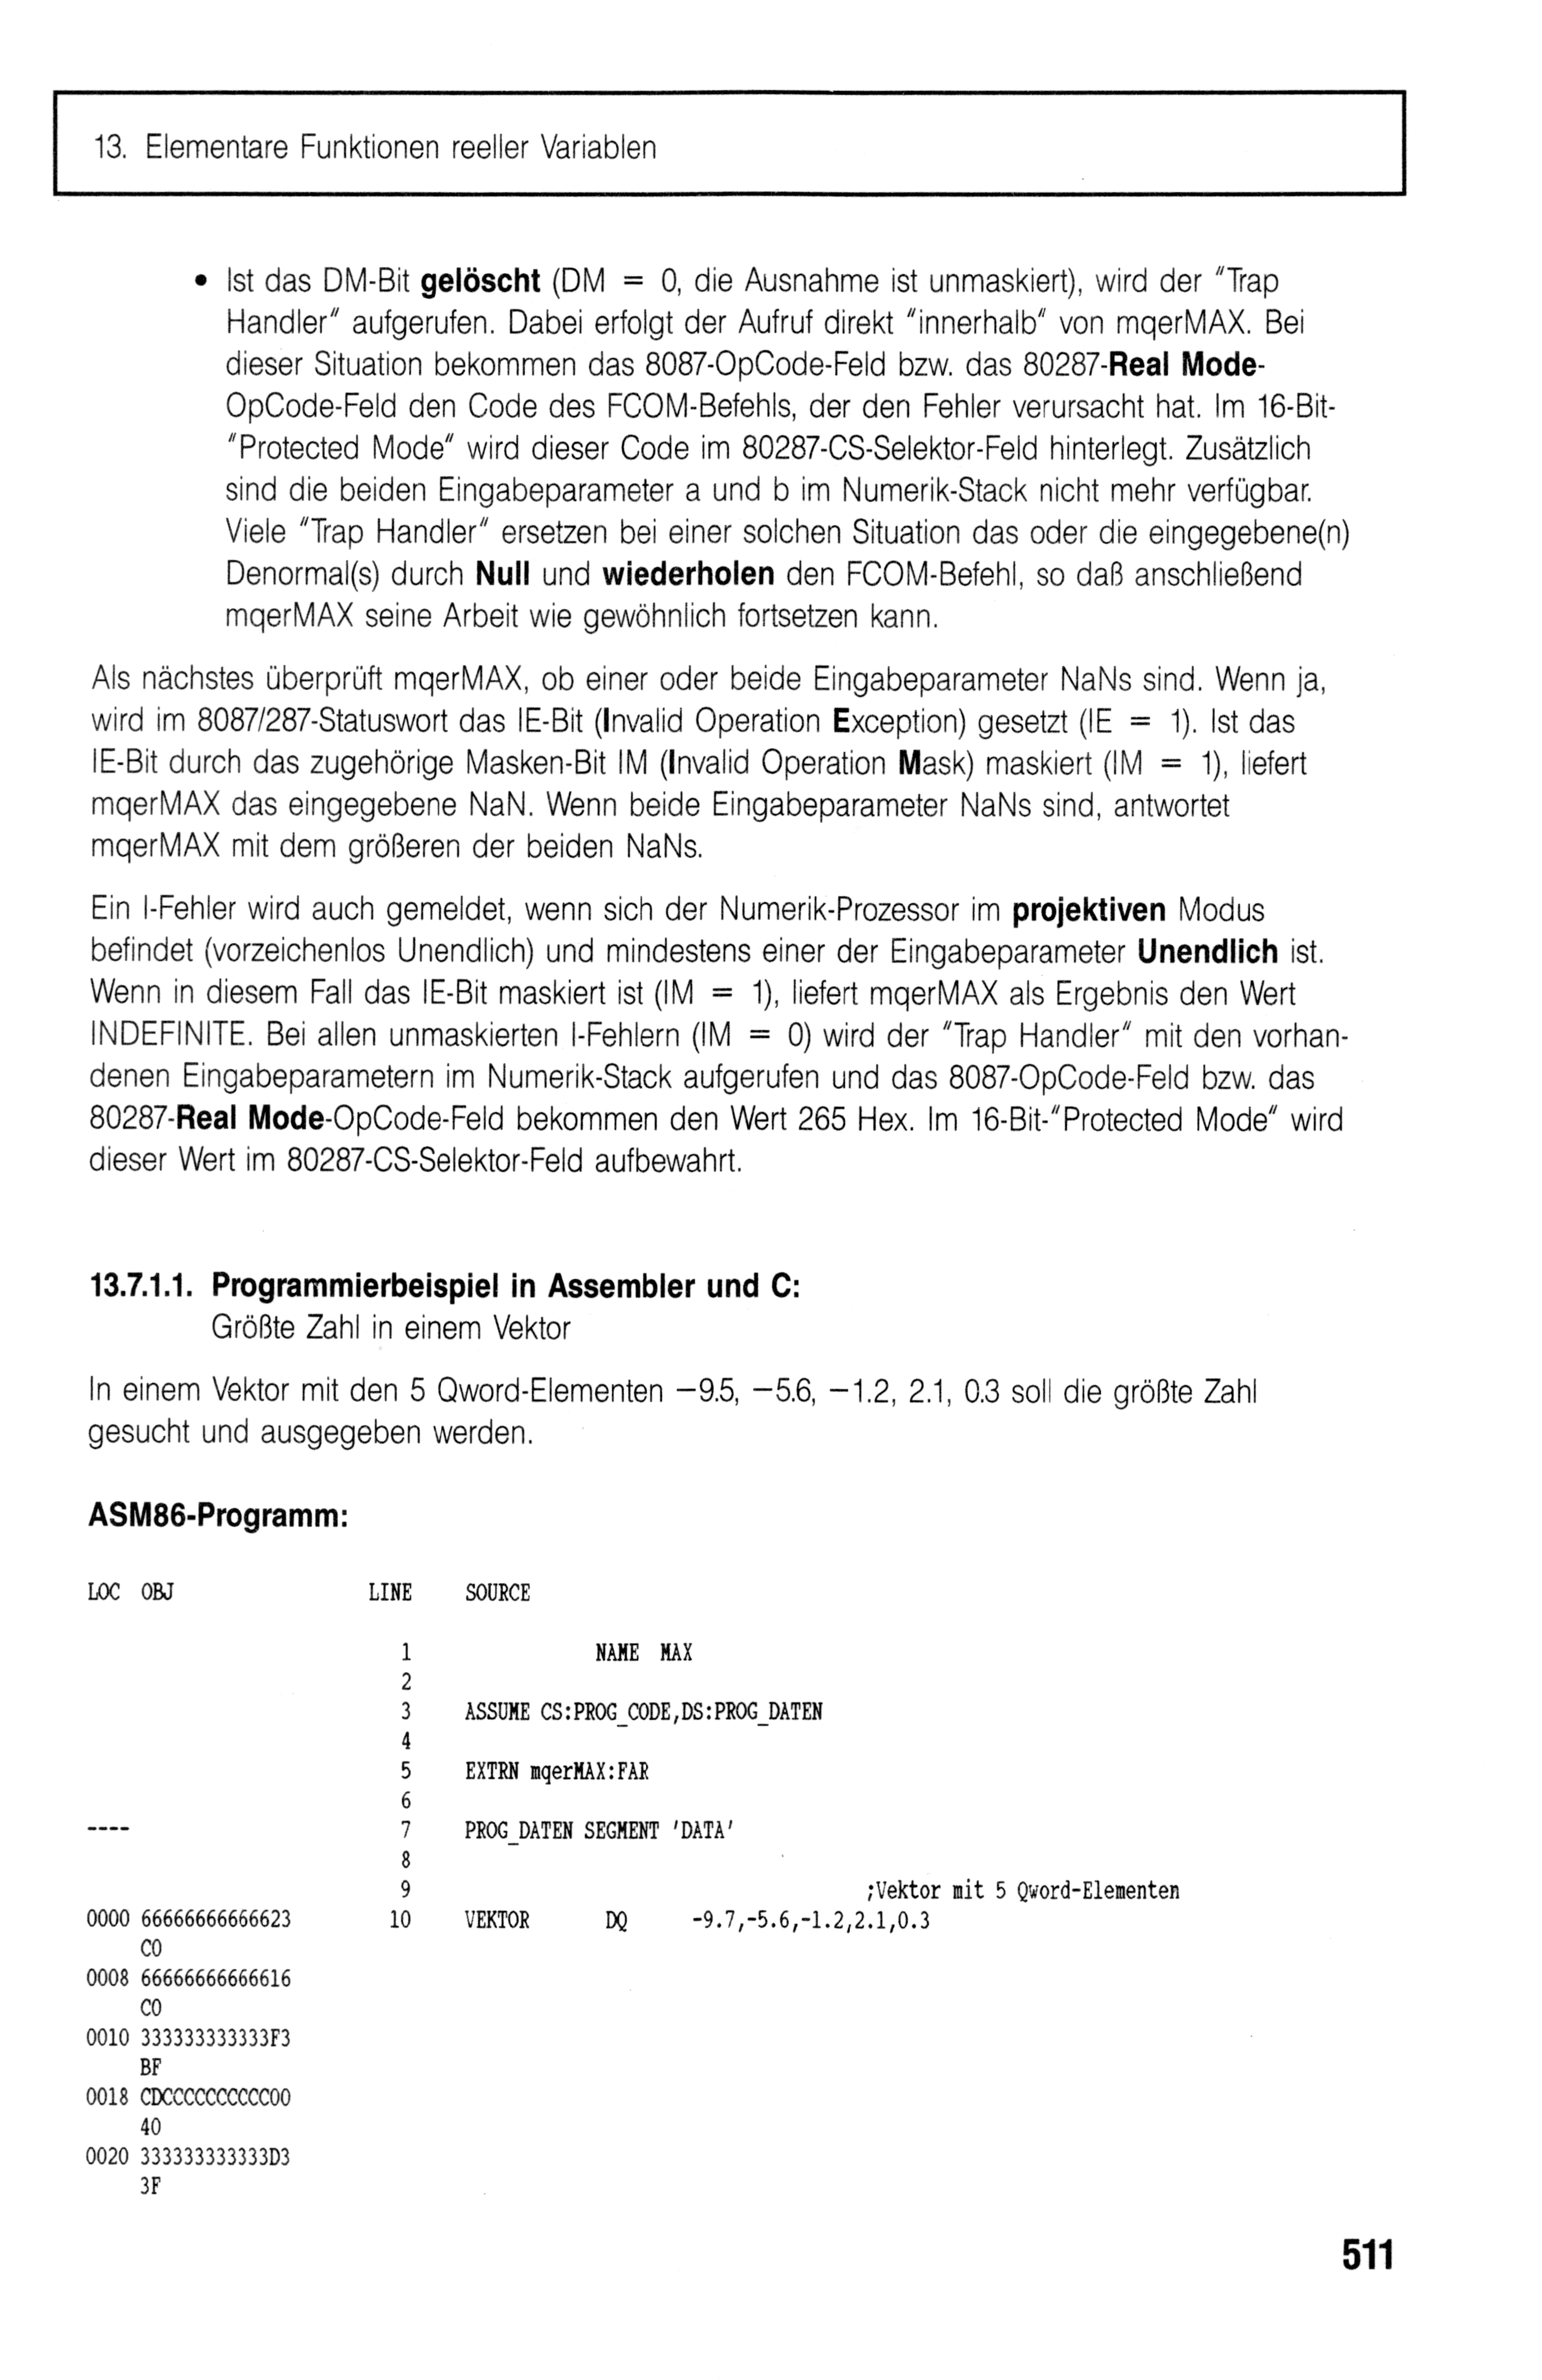 13. Elementare Funktionen reeller Variablen
• Ist das DM-Bit gelöscht (DM = 0, die Ausnahme ist unmaskiert), wird der "Trap
Handler" aufgerufen. Dabei erfolgt der Aufruf direkt "innerhalb" von mqerMAX. Bei
dieser Situation bekommen das 8087-OpCode-Feld bzw. das 80287-Real Mode-
OpCode-Feld den Code des FCOM-Befehls, der den Fehler verursacht hat. Im 16-Bit-
"Protected Mode" wird dieser Code im 80287-CS-Selektor-Feld hinterlegt. Zusätzlich
sind die beiden Eingabeparameter a und b im Numerik-Stack nicht mehr verfügbar.
Viele "Trap Handler" ersetzen bei einer solchen Situation das oder die eingegebene(n)
Denormal(s) durch Null und wiederholen den FCOM-Befehl, so daß anschließend
mqerMAX seine Arbeit wie gewöhnlich fortsetzen kann.
Als nächstes überprüft mqerMAX, ob einer oder beide Eingabeparameter NaNs sind. Wenn ja,
wird im 8087/287-Statuswort das IE-Bit (Invalid Operation Exception) gesetzt (IE = 1). Ist das
IE-Bit durch das zugehörige Masken-Bit IM (Invalid Operation Mask) maskiert (IM = 1), liefert
mqerMAX das eingegebene NaN. Wenn beide Eingabeparameter NaNs sind, antwortet
mqerMAX mit dem größeren der beiden NaNs.
Ein I-Fehler wird auch gemeldet, wenn sich der Numerik-Prozessor im projektiven Modus
befindet (vorzeichenlos Unendlich) und mindestens einer der Eingabeparameter Unendlich ist.
Wenn in diesem Fall das IE-Bit maskiert ist (IM = 1), liefert mqerMAX als Ergebnis den Wert
INDEFINITE. Bei allen unmaskierten I-Fehlern (IM = 0) wird der "Trap Handler" mit den vorhan-
denen Eingabeparametern im Numerik-Stack aufgerufen und das 8087-OpCode-Feld bzw. das
80287-Real Mode-OpCode-Feld bekommen den Wert 265 Hex. Im 16-Bit-"Protected Mode" wird
dieser Wert im 80287-CS-Selektor-Feld aufbewahrt.
13.7.1.1. Programmierbeispiel in Assembler und C:
Größte Zahl in einem Vektor
In einem Vektor mit den 5 Qword-Elementen −9.5, −5.6, −1.2, 2.1, 0.3 soll die größte Zahl
gesucht und ausgegeben werden.
ASM86-Programm:
LOC OBJ LINE SOURCE
1 NAME MAX
2
3 ASSUME CS:PROG_CODE,DS:PROG_DATEN
4
5 EXTRN mqerMAX:FAR
6
---- 7 PROG_DATEN SEGMENT 'DATA'
8
9 ;Vektor mit 5 Qword-Elementen
0000 66666666666623 10 VEKTOR DQ -9.7,-5.6,-1.2,2.1,0.3
C0
0008 66666666666616
C0
0010 333333333333F3
BF
0018 CDCCCCCCCCCC00
40
0020 333333333333D3
3F
511